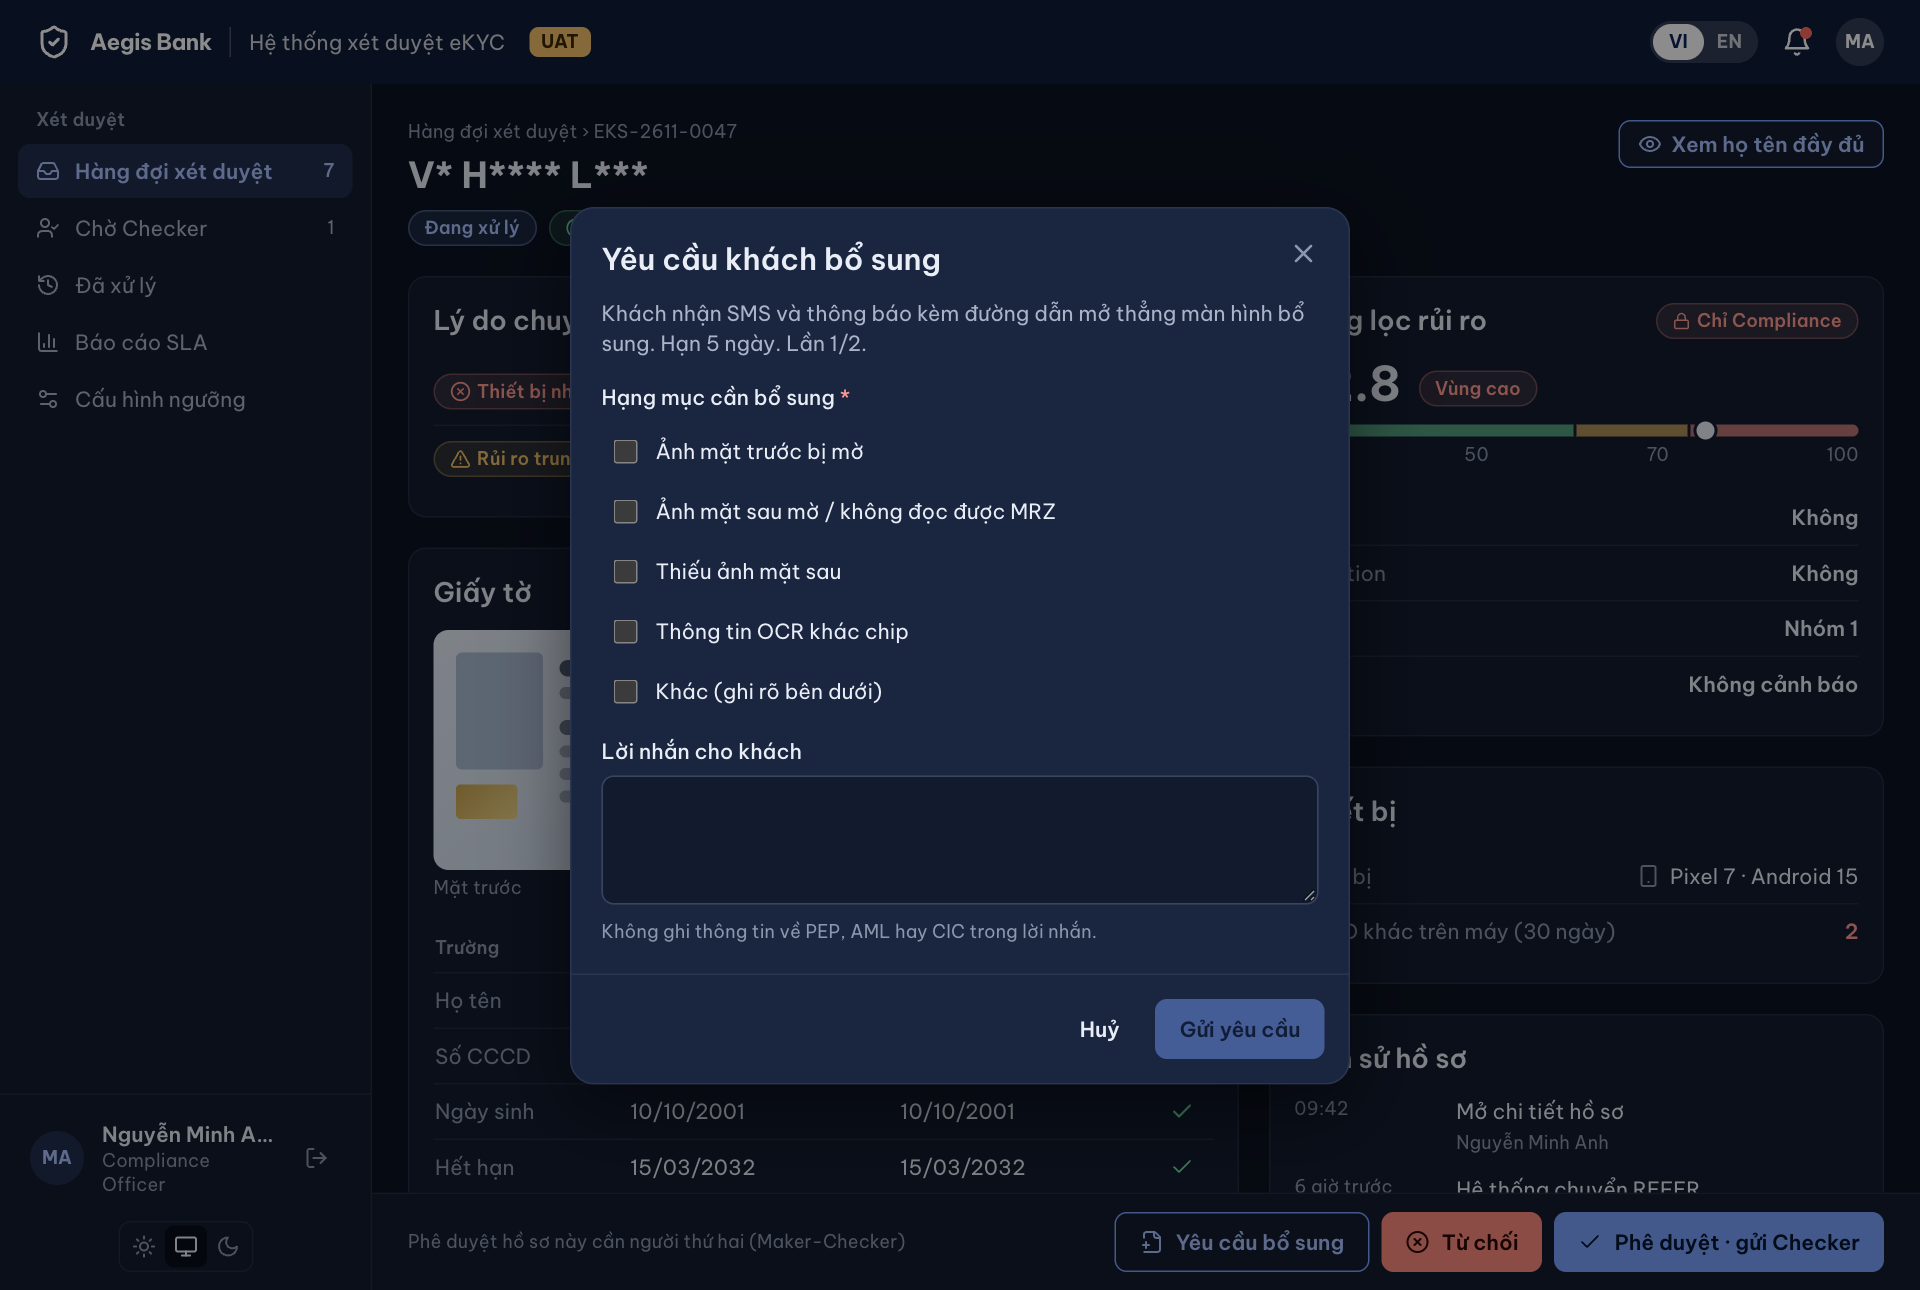 Aegis Bank
Hệ thống xét duyệt eKYC
UAT
VI
EN
MA
Xét duyệt
Hàng đợi xét duyệt
7
Chờ Checker
1
Đã xử lý
Báo cáo SLA
Cấu hình ngưỡng
Nguyễn Minh A...
MA
Compliance
Officer
Hàng đợi xét duyệt › EKS-2611-0047
V* H**** L***
Xem họ tên đầy đủ
Đang xử lý
Lý do chuy
Thiết bị nh
Rủi ro trun
Giấy tờ
Mặt trước
Trường
Họ tên
Số CCCD
Ngày sinh
10/10/2001
10/10/2001
Hết hạn
15/03/2032
15/03/2032
Yêu cầu khách bổ sung
Khách nhận SMS và thông báo kèm đường dẫn mở thẳng màn hình bổ
sung. Hạn 5 ngày. Lần 1/2.
Hạng mục cần bổ sung *
Ảnh mặt trước bị mờ
Ảnh mặt sau mờ / không đọc được MRZ
Thiếu ảnh mặt sau
Thông tin OCR khác chip
Khác (ghi rõ bên dưới)
Lời nhắn cho khách
Không ghi thông tin về PEP, AML hay CIC trong lời nhắn.
Huỷ
Gửi yêu cầu
lọc rủi ro
Chỉ Compliance
.8
Vùng cao
50
70
100
Không
tion
Không
Nhóm 1
Không cảnh báo
bị
bị
Pixel 7 · Android 15
khác trên máy (30 ngày)
2
sử hồ sơ
09:42
Mở chi tiết hồ sơ
Nguyễn Minh Anh
6 giờ trước
Hệ thống chuyển REFER
Phê duyệt hồ sơ này cần người thứ hai (Maker-Checker)
Yêu cầu bổ sung
Từ chối
Phê duyệt · gửi Checker